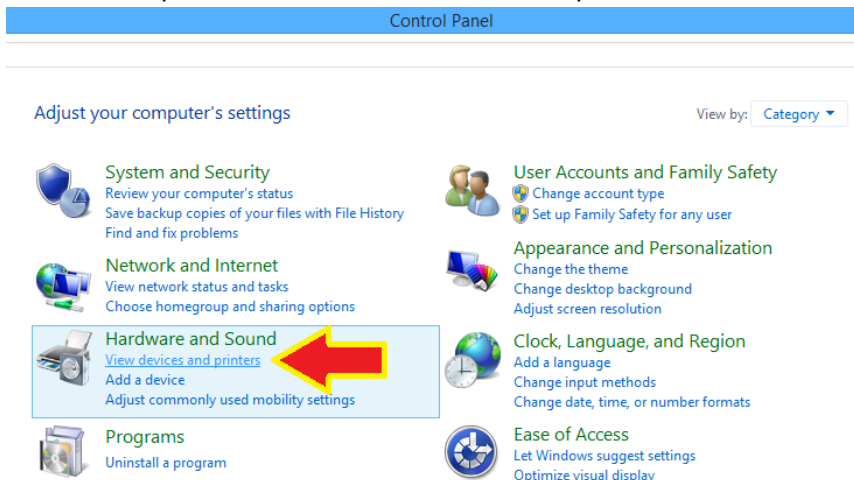 Control Panel
Adjust your computer's settings
View by: Category
System and Security
Review your computer's status
Save backup copies of your files with File History
Find and fix problems
Network and Internet
View network status and tasks
Choose homegroup and sharing options
Hardware and Sound
View devices and printers
Add a device
Adjust commonly used mobility settings
Programs
Uninstall a program
User Accounts and Family Safety
Change account type
Set up Family Safety for any user
Appearance and Personalization
Change the theme
Change desktop background
Adjust screen resolution
Clock, Language, and Region
Add a language
Change input methods
Change date, time, or number formats
Ease of Access
Let Windows suggest settings
Optimize visual display